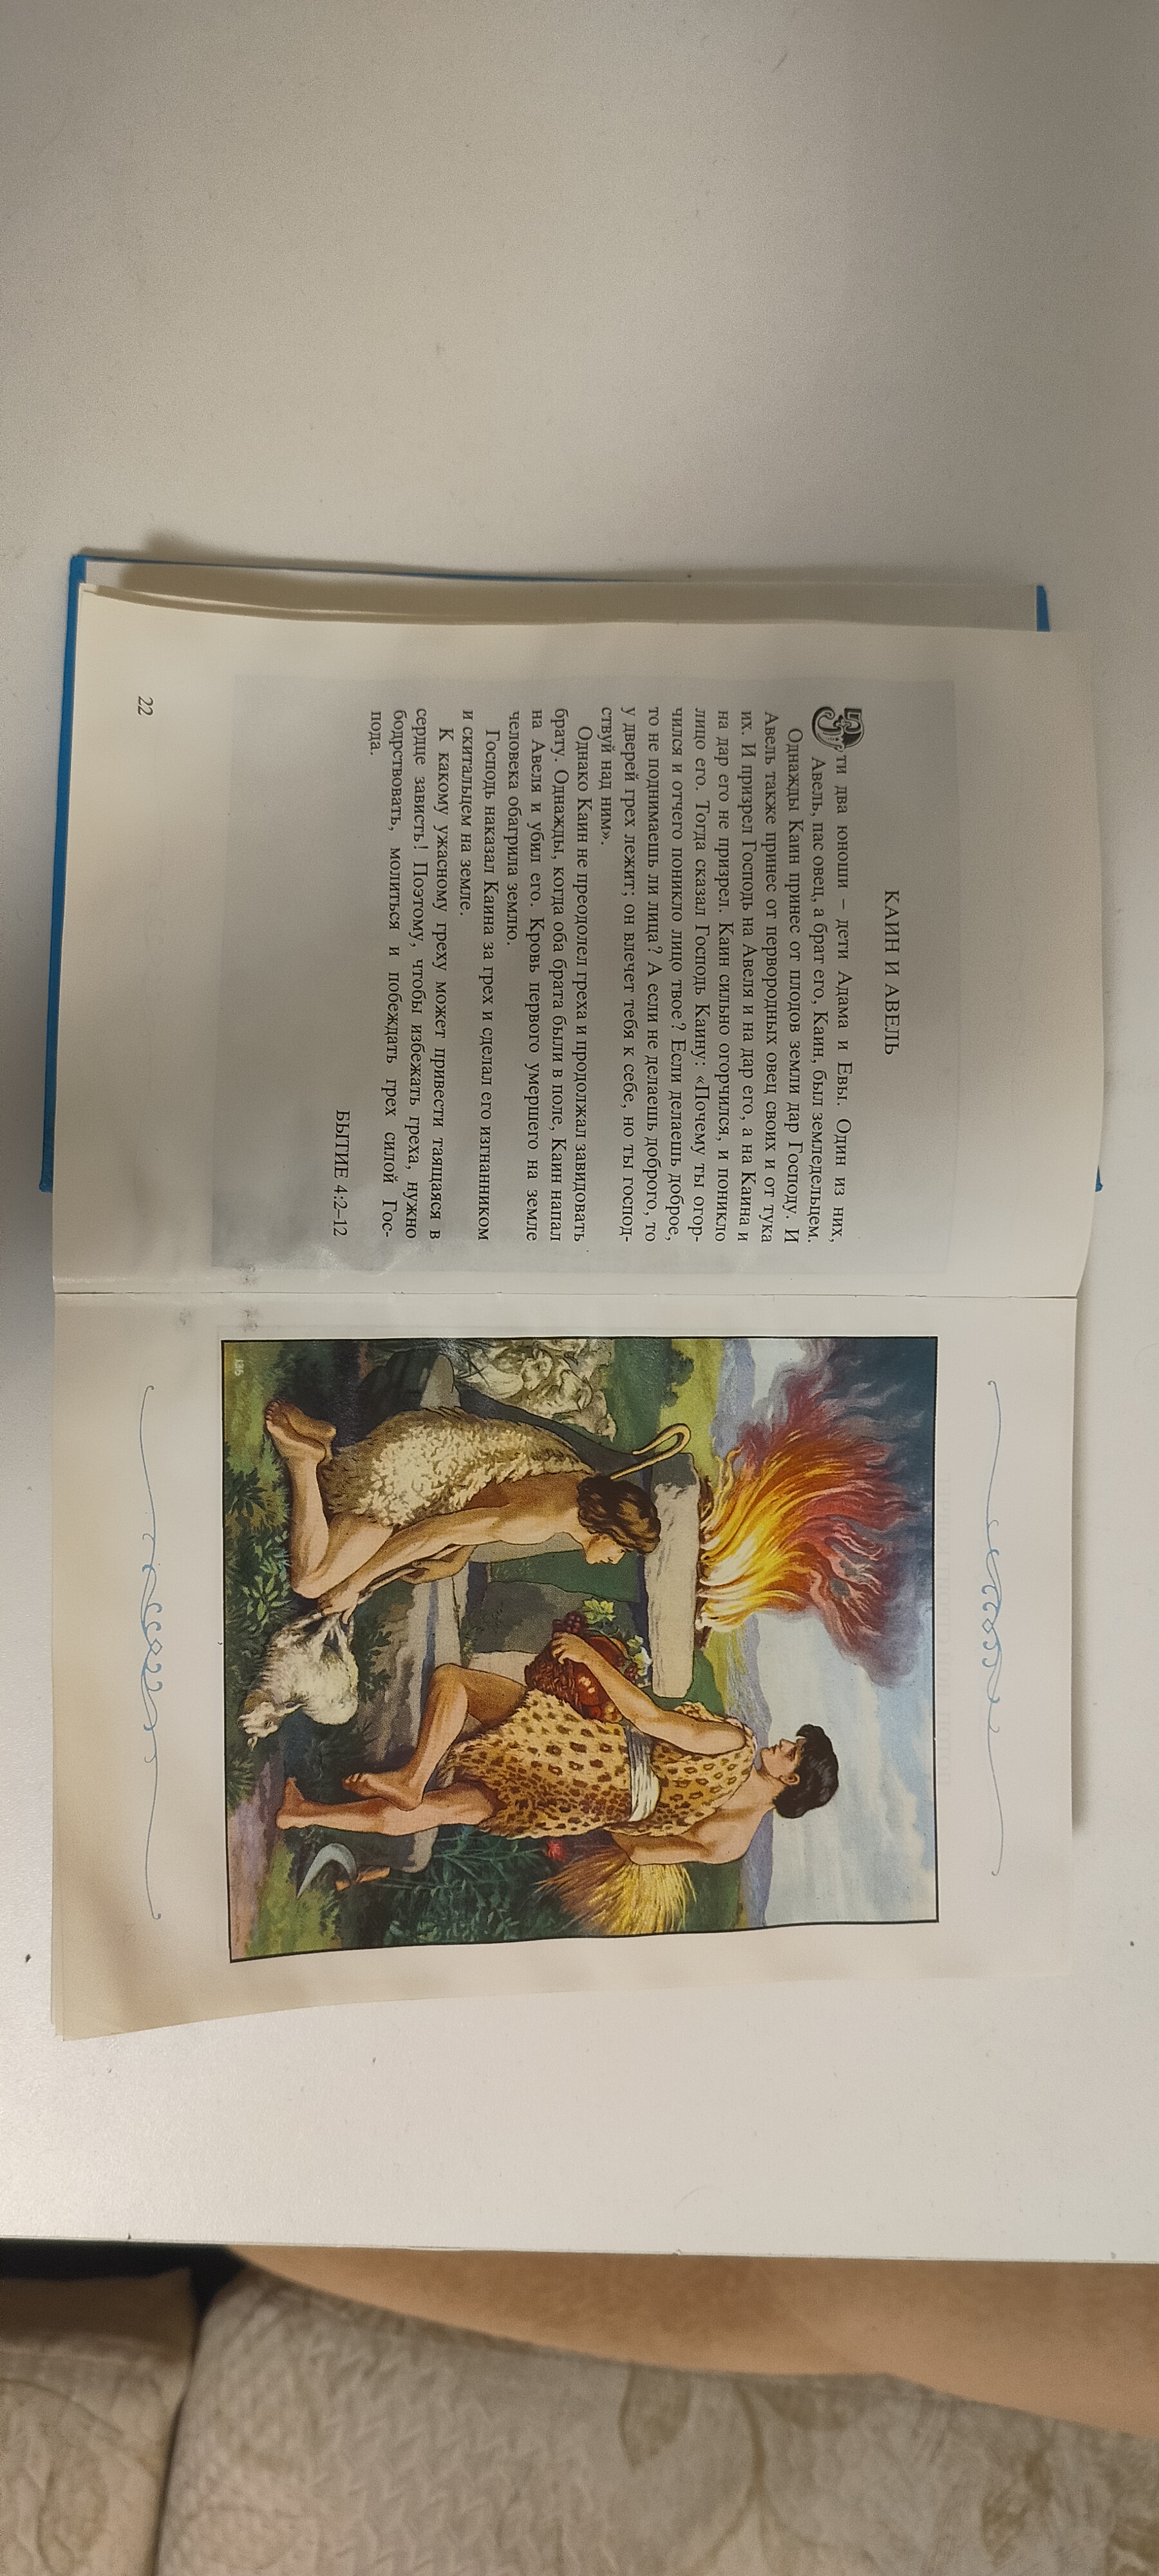 КАИН И АВЕЛЬ
Эти два юноши – дети Адама и Евы. Один из них,
Авель, пас овец, а брат его, Каин, был земледельцем.
Однажды Каин принес от плодов земли дар Господу. И
Авель также принес от первородных овец своих и от тука
их. И призрел Господь на Авеля и на дар его, а на Каина и
на дар его не призрел. Каин сильно огорчился, и поникло
лицо его. Тогда сказал Господь Каину: «Почему ты огор-
чился и отчего поникло лицо твое? Если делаешь доброе,
то не поднимаешь ли лица? А если не делаешь доброго, то
у дверей грех лежит; он влечет тебя к себе, но ты господ-
ствуй над ним».
Однако Каин не преодолел греха и продолжал завидовать
брату. Однажды, когда оба брата были в поле, Каин напал
на Авеля и убил его. Кровь первого умершего на земле
человека обагрила землю.
Господь наказал Каина за грех и сделал его изгнанником
и скитальцем на земле.
К какому ужасному греху может привести таящаяся в
сердце зависть! Поэтому, чтобы избежать греха, нужно
бодрствовать, молиться и побеждать грех силой Гос-
пода.
БЫТИЕ 4:2–12
22